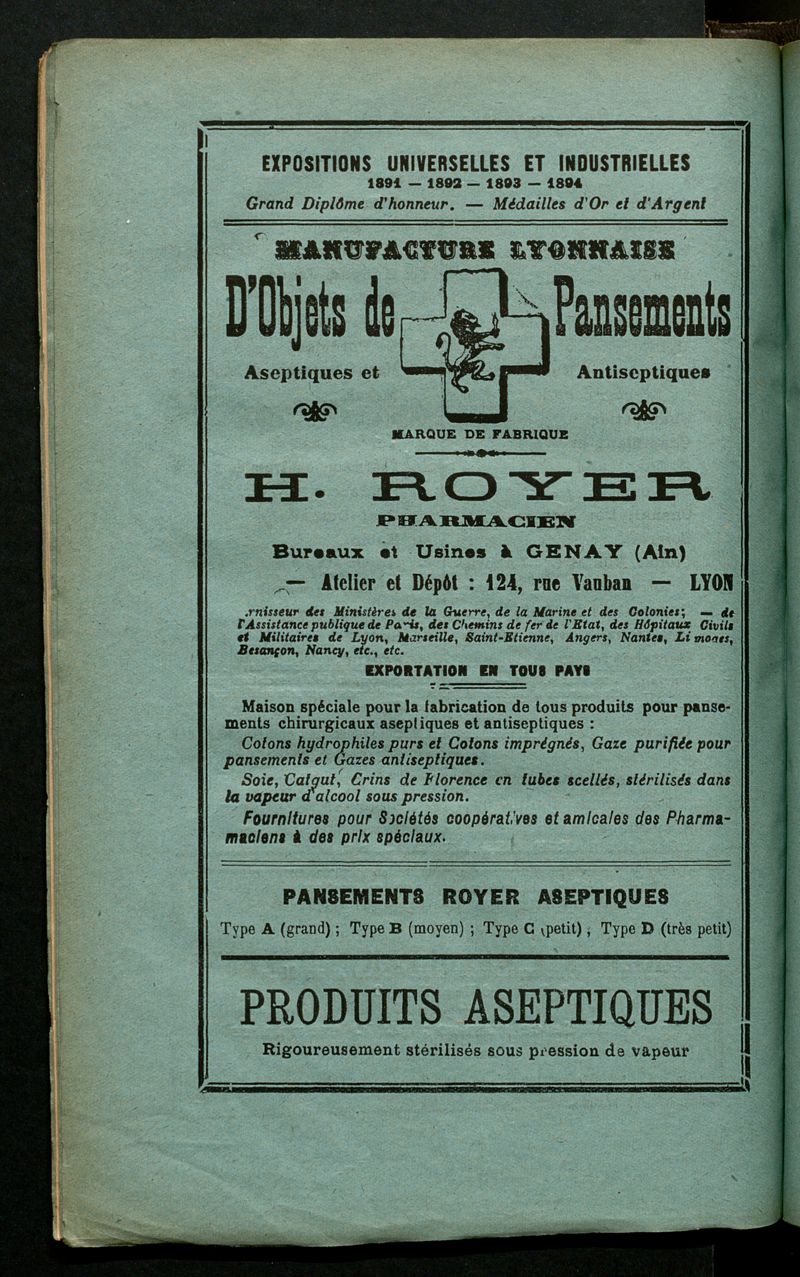 EXPOSITIONS UNIVERSELLES ET INDUSTRIELLES
1891 — 1892 — 1893 — 1894
Grand Diplôme d'honneur. — Médailles d'Or et d'Argent
MANUFACTURE LYONNAISE
D'Objets de Pansements
Aseptiques et Antiseptiques
MARQUE DE FABRIQUE
H. ROYER
PHARMACIEN
Bureaux et Usines à GENAY (Ain)
— Atelier et Dépôt : 124, rue Vauban — LYON
rnisseur des Ministères de la Guerre, de la Marine et des Colonies; — de
l'Assistance publique de Paris, des Chemins de fer de l'Etat, des Hôpitaux Civils
et Militaires de Lyon, Marseille, Saint-Etienne, Angers, Nantes, Limoges,
Besançon, Nancy, etc., etc.
EXPORTATION EN TOUS PAYS
Maison spéciale pour la fabrication de tous produits pour panse-
ments chirurgicaux aseptiques et antiseptiques :
Cotons hydrophiles purs et Cotons imprégnés, Gaze purifiée pour
pansements et Gazes antiseptiques.
Soie, Catgut, Crins de Florence en tubes scellés, stérilisés dans
la vapeur d'alcool sous pression.
Fournitures pour Sociétés coopératives et amicales des Pharma-
maciens à des prix spéciaux.
PANSEMENTS ROYER ASEPTIQUES
Type A (grand) ; Type B (moyen) ; Type C (petit) ; Type D (très petit)
PRODUITS ASEPTIQUES
Rigoureusement stérilisés sous pression de vapeur